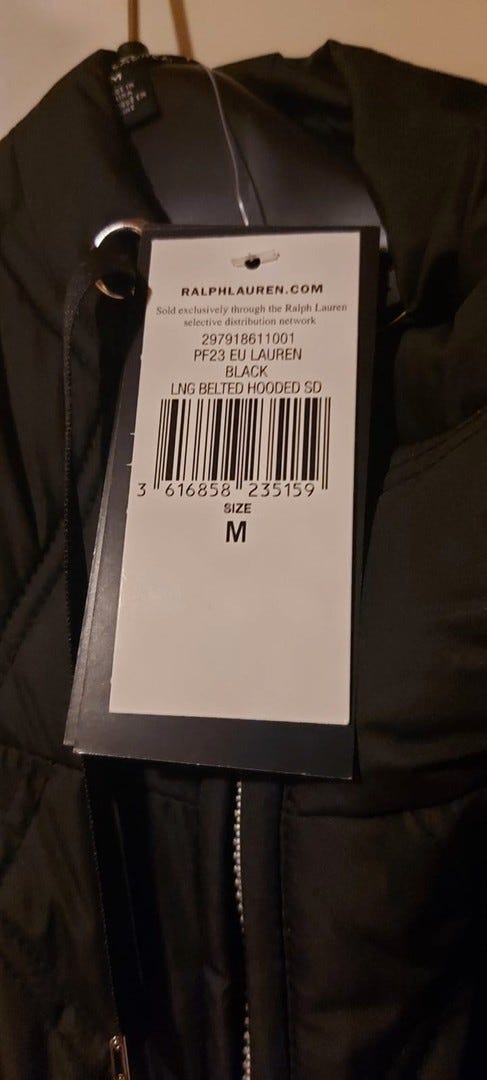 M
RALPHLAUREN.COM
Sold exclusively through the Ralph Lauren
selective distribution network
297918611001
PF23 EU LAUREN
BLACK
LNG BELTED HOODED SD
3 616858 235159
SIZE
M